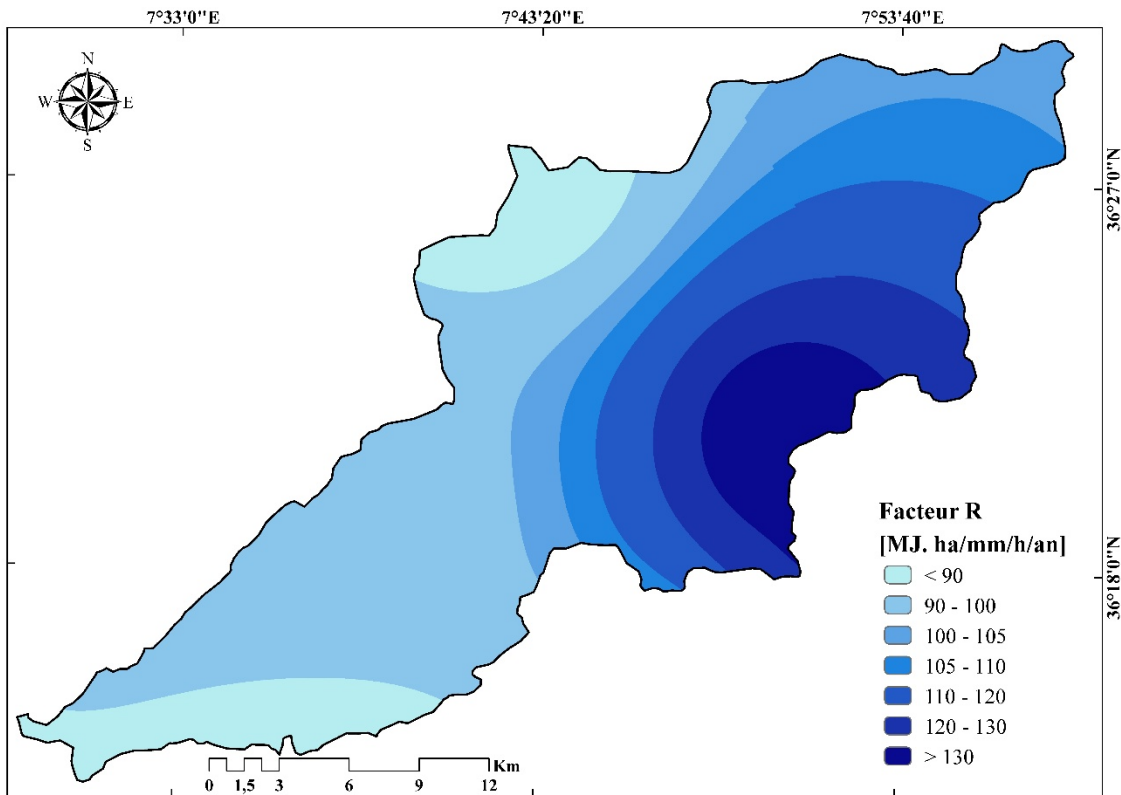 7°33'0"E 7°43'20"E 7°53'40"E
N
W E
S
36°27'0"N
36°18'0"N
Facteur R
[MJ. ha/mm/h/an]
< 90
90 - 100
100 - 105
105 - 110
110 - 120
120 - 130
> 130
Km
0 1,5 3 6 9 12